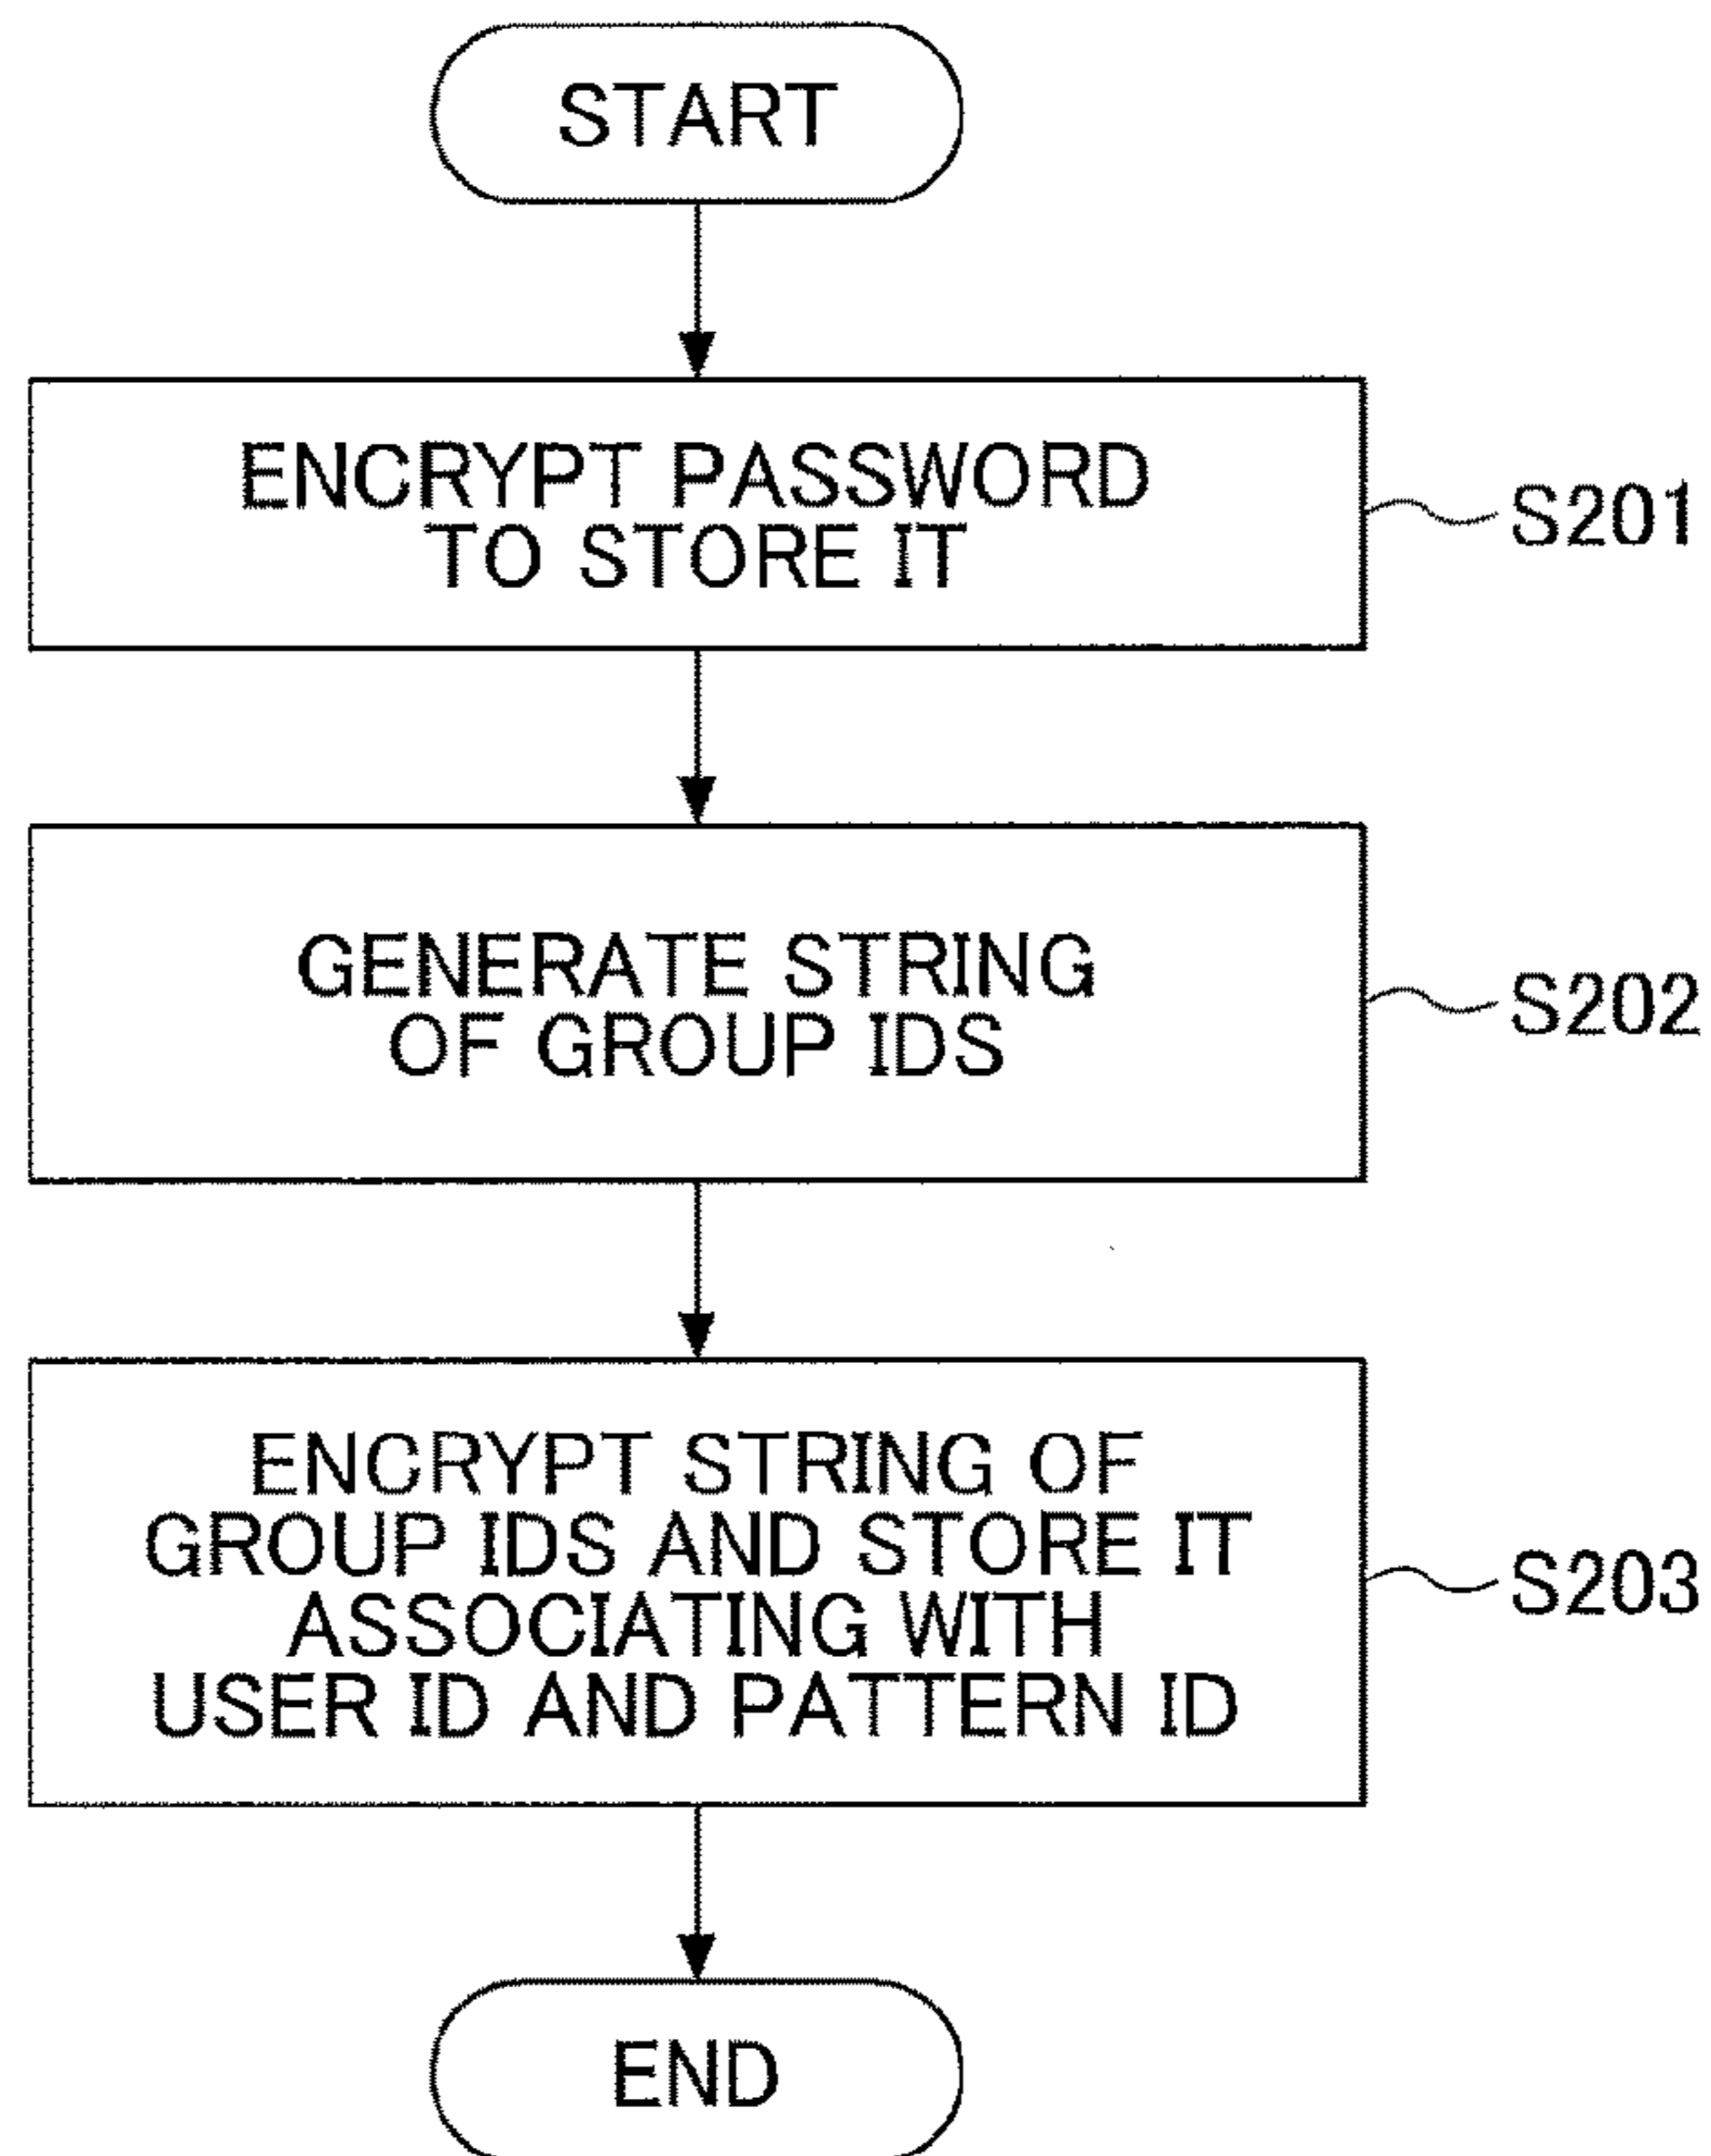 START
ENCRYPT PASSWORD
TO STORE IT
S201
GENERATE STRING
OF GROUP IDS
S202
ENCRYPT STRING OF
GROUP IDS AND STORE IT
ASSOCIATING WITH
USER ID AND PATTERN ID
S203
END